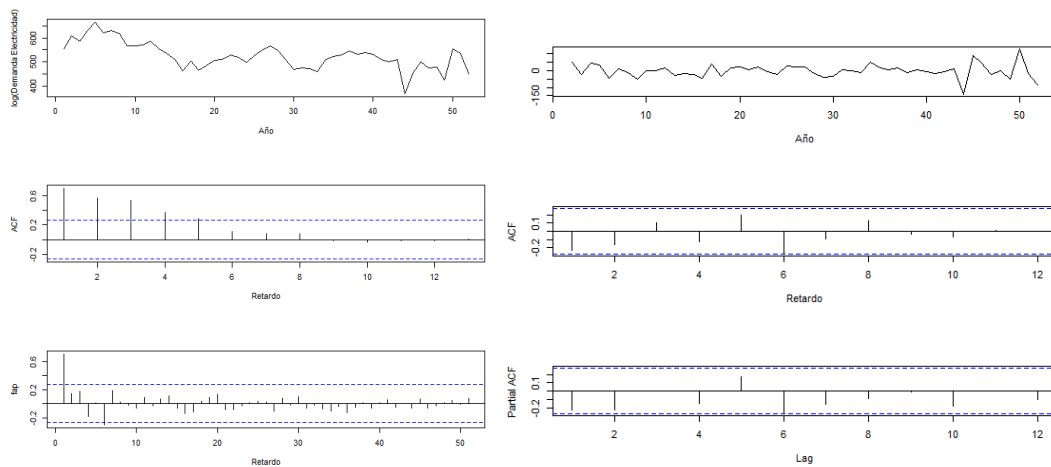 log(Demanda Electricidad)
400 500 600
0 10 20 30 40 50
Año
-150 0
0 10 20 30 40 50
Año
ACF
-0.2 0.2 0.6
2 4 6 8 10 12
Retardo
ACF
-0.2 0.1
2 4 6 8 10 12
Retardo
fap
-0.2 0.2 0.6
0 10 20 30 40 50
Retardo
Partial ACF
-0.2 0.1
2 4 6 8 10 12
Lag